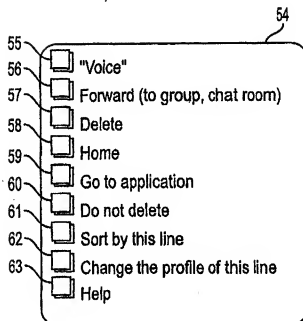 54
55 "Voice"
56 Forward (to group, chat room)
57 Delete
58 Home
59 Go to application
60 Do not delete
61 Sort by this line
62 Change the profile of this line
63 Help